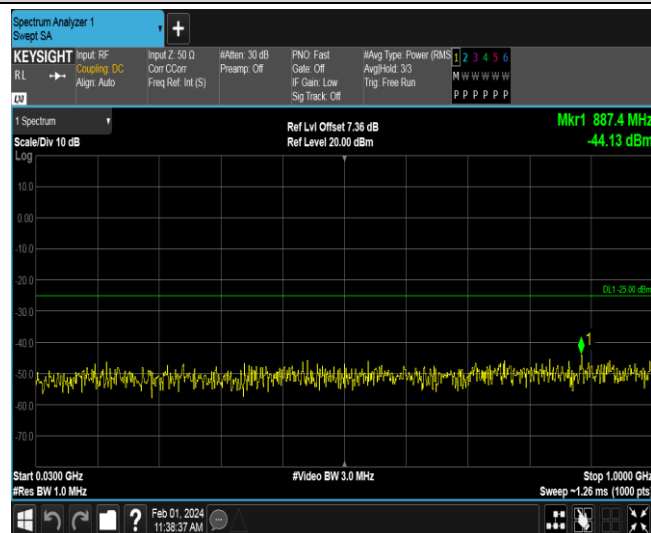 Spectrum Analyzer 1
Swept SA
+
KEYSIGHT
RL
Input: RF
Coupling: DC
Align: Auto
Input Z: 50 Ω
Corr CCorr
Freq Ref: Int (S)
#Atten: 30 dB
Preamp: Off
PNO: Fast
Gate: Off
IF Gain: Low
Sig Track: Off
#Avg Type: Power (RMS
Avg|Hold: 3/3
Trig: Free Run
1 2 3 4 5 6
M W W W W W
P P P P P P
1 Spectrum
Scale/Div 10 dB
Ref Lvl Offset 7.36 dB
Ref Level 20.00 dBm
Mkr1 887.4 MHz
-44.13 dBm
Log
10.0
0.00
-10.0
-20.0
DL1 -25.00 dBm
-30.0
-40.0
1
-50.0
-60.0
-70.0
Start 0.0300 GHz
#Res BW 1.0 MHz
#Video BW 3.0 MHz
Stop 1.0000 GHz
Sweep ~1.26 ms (1000 pts)
?
Feb 01, 2024
11:38:37 AM